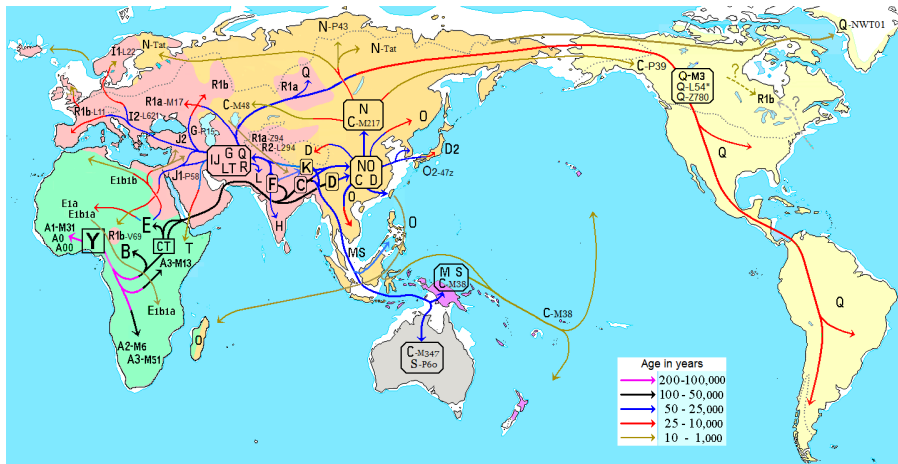 N-P43
Q-NWT01
I1-L22
N-Tat
N-Tat
C-P39
R1b
Q
R1a
R1b
?
R1b
?
Q-M3
Q-L54*
Q-Z780
R1a-M17
C-M48
N
C-M217
R1b-L11
I2-L621
O
G-P15
I2
R1a-Z94
R2-L294
D
D2
O2-47z
IJ G Q
LT R
K
NO
C D
J1-P58
L
F
C
D
Q
E1b1b
O
E1a
E1b1a
E
H
O
A1-M31
A0
A00
Y
R1b-V69
B
CT
T
MS
A3-M13
M S
C-M38
E1b1a
Q
C-M38
O
A2-M6
A3-M51
C-M347
S-P60
Age in years
200-100,000
100-50,000
50-25,000
25-10,000
10 - 1,000